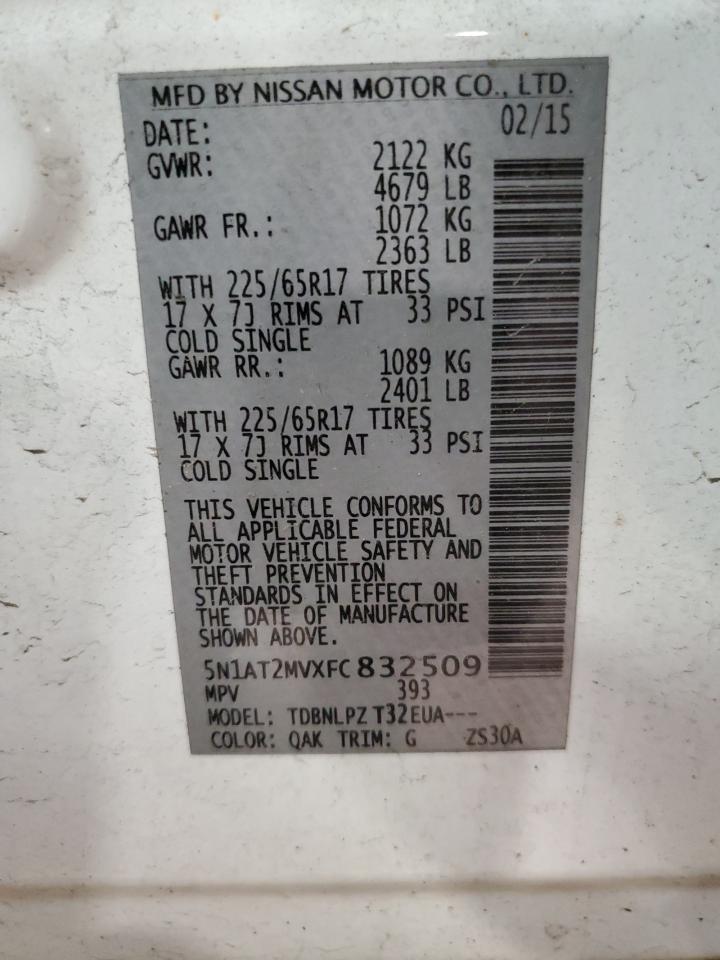 MFD BY NISSAN MOTOR CO., LTD.
DATE: 02/15
GVWR: 2122 KG
4679 LB
GAWR FR.: 1072 KG
2363 LB
WITH 225/65R17 TIRES
17 X 7J RIMS AT 33 PSI
COLD SINGLE
GAWR RR.: 1089 KG
2401 LB
WITH 225/65R17 TIRES
17 X 7J RIMS AT 33 PSI
COLD SINGLE
THIS VEHICLE CONFORMS TO
ALL APPLICABLE FEDERAL
MOTOR VEHICLE SAFETY AND
THEFT PREVENTION
STANDARDS IN EFFECT ON
THE DATE OF MANUFACTURE
SHOWN ABOVE.
5N1AT2MVXFC 832509
MPV 393
MODEL: TDBNLPZ T32EUA---
COLOR: QAK TRIM: G ZS30A